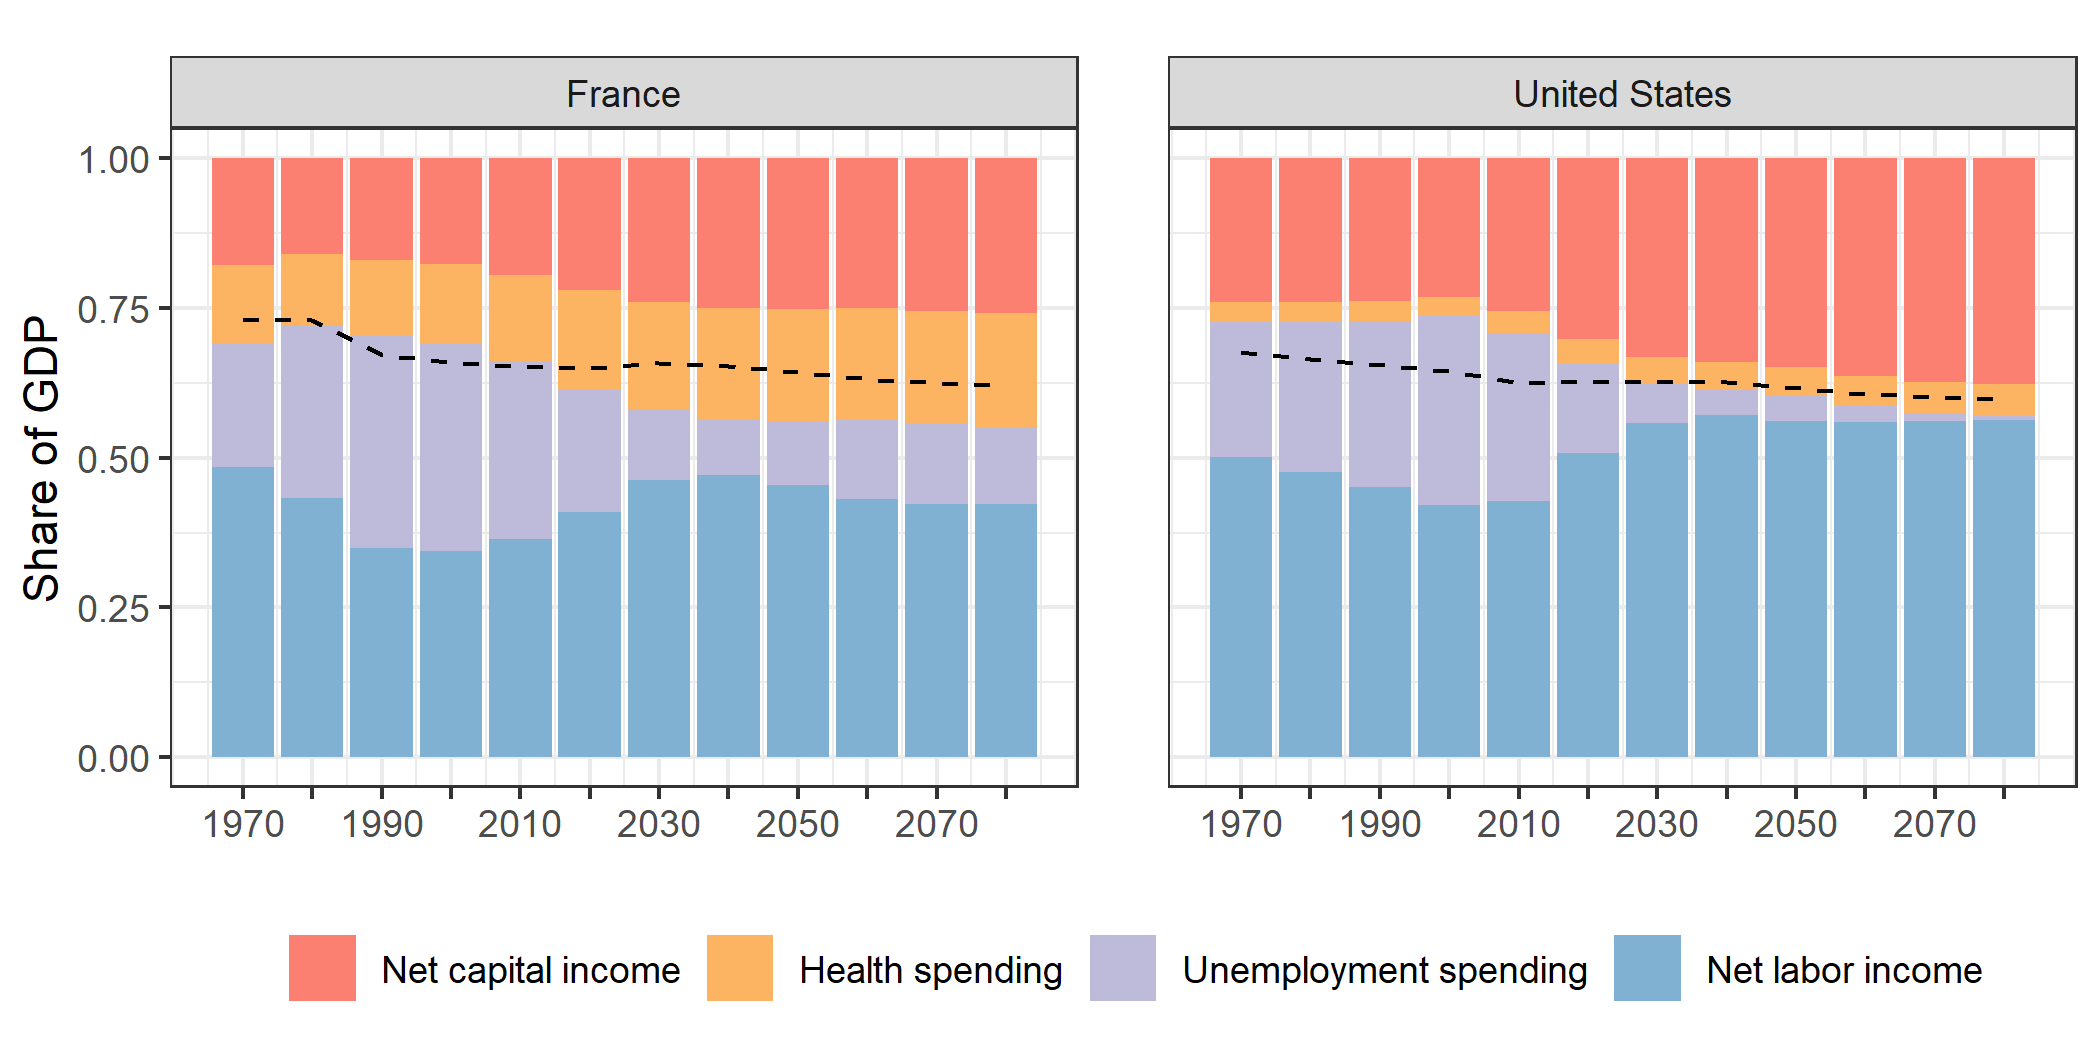 France
United States
Share of GDP
1.00
0.75
0.50
0.25
0.00
1970 1990 2010 2030 2050 2070
1970 1990 2010 2030 2050 2070
Net capital income Health spending Unemployment spending Net labor income